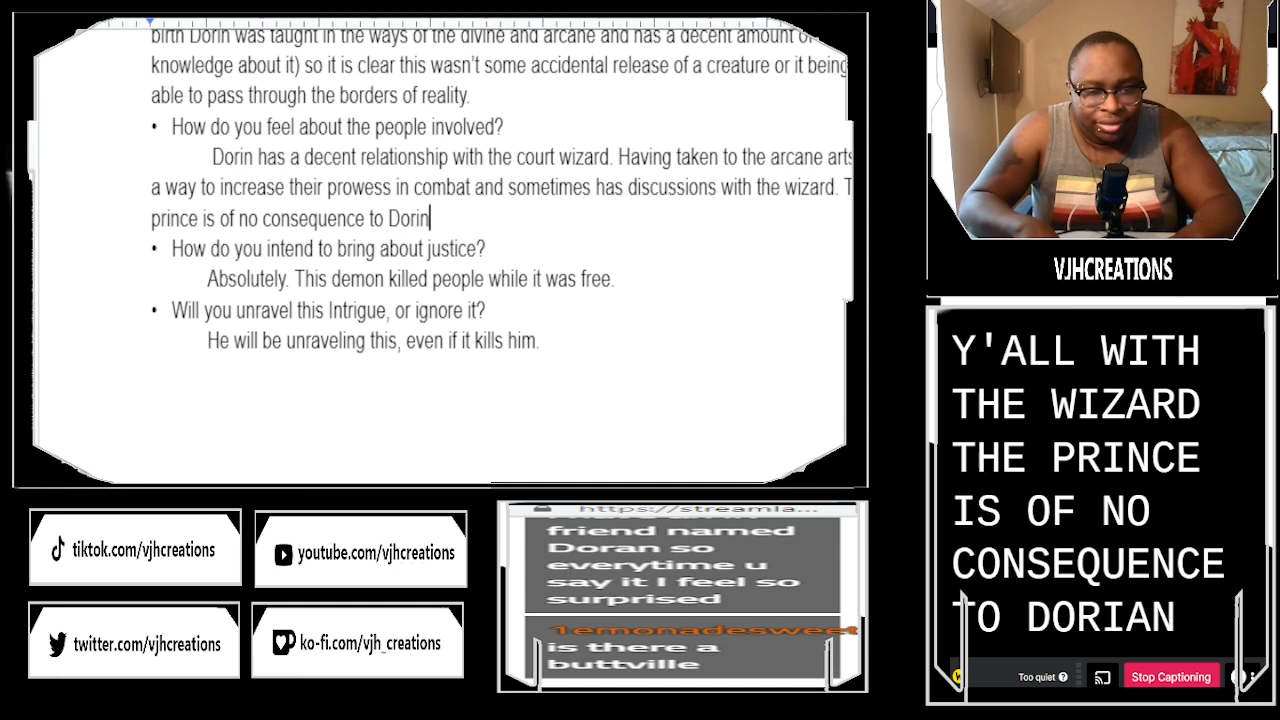 birth Dorin was taught in the ways of the divine and arcane and has a decent amount of
knowledge about it) so it is clear this wasn't some accidental release of a creature or it being
able to pass through the borders of reality.
• How do you feel about the people involved?
Dorin has a decent relationship with the court wizard. Having taken to the arcane arts
a way to increase their prowess in combat and sometimes has discussions with the wizard. T
prince is of no consequence to Dorin
• How do you intend to bring about justice?
Absolutely. This demon killed people while it was free.
• Will you unravel this Intrigue, or ignore it?
He will be unraveling this, even if it kills him.
VJHCREATIONS
Y'ALL WITH
THE WIZARD
THE PRINCE
IS OF NO
CONSEQUENCE
TO DORIAN
Too quiet
Stop Captioning
tiktok.com/vjhcreations
youtube.com/vjhcreations
twitter.com/vjhcreations
ko-fi.com/vjh_creations
https://streamla...
friend named
Doran so
everytime u
say it I feel so
surprised
1emonadesweet
is there a
buttville